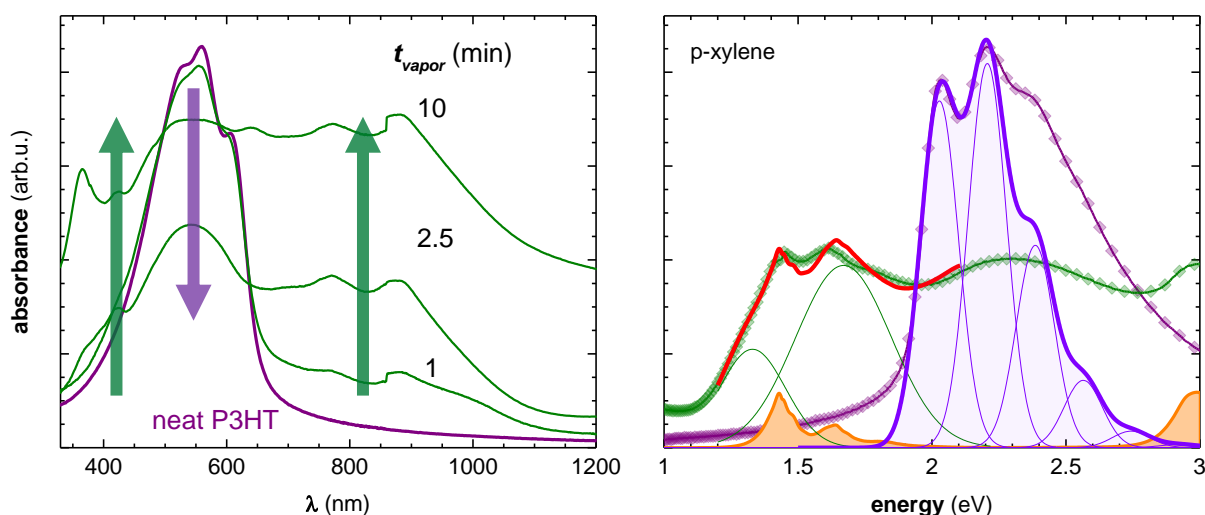 absorbance (arb.u.)
t_vapor (min)
10
2.5
1
neat P3HT
400 600 800 1000 1200
λ (nm)
p-xylene
1 1.5 2 2.5 3
energy (eV)